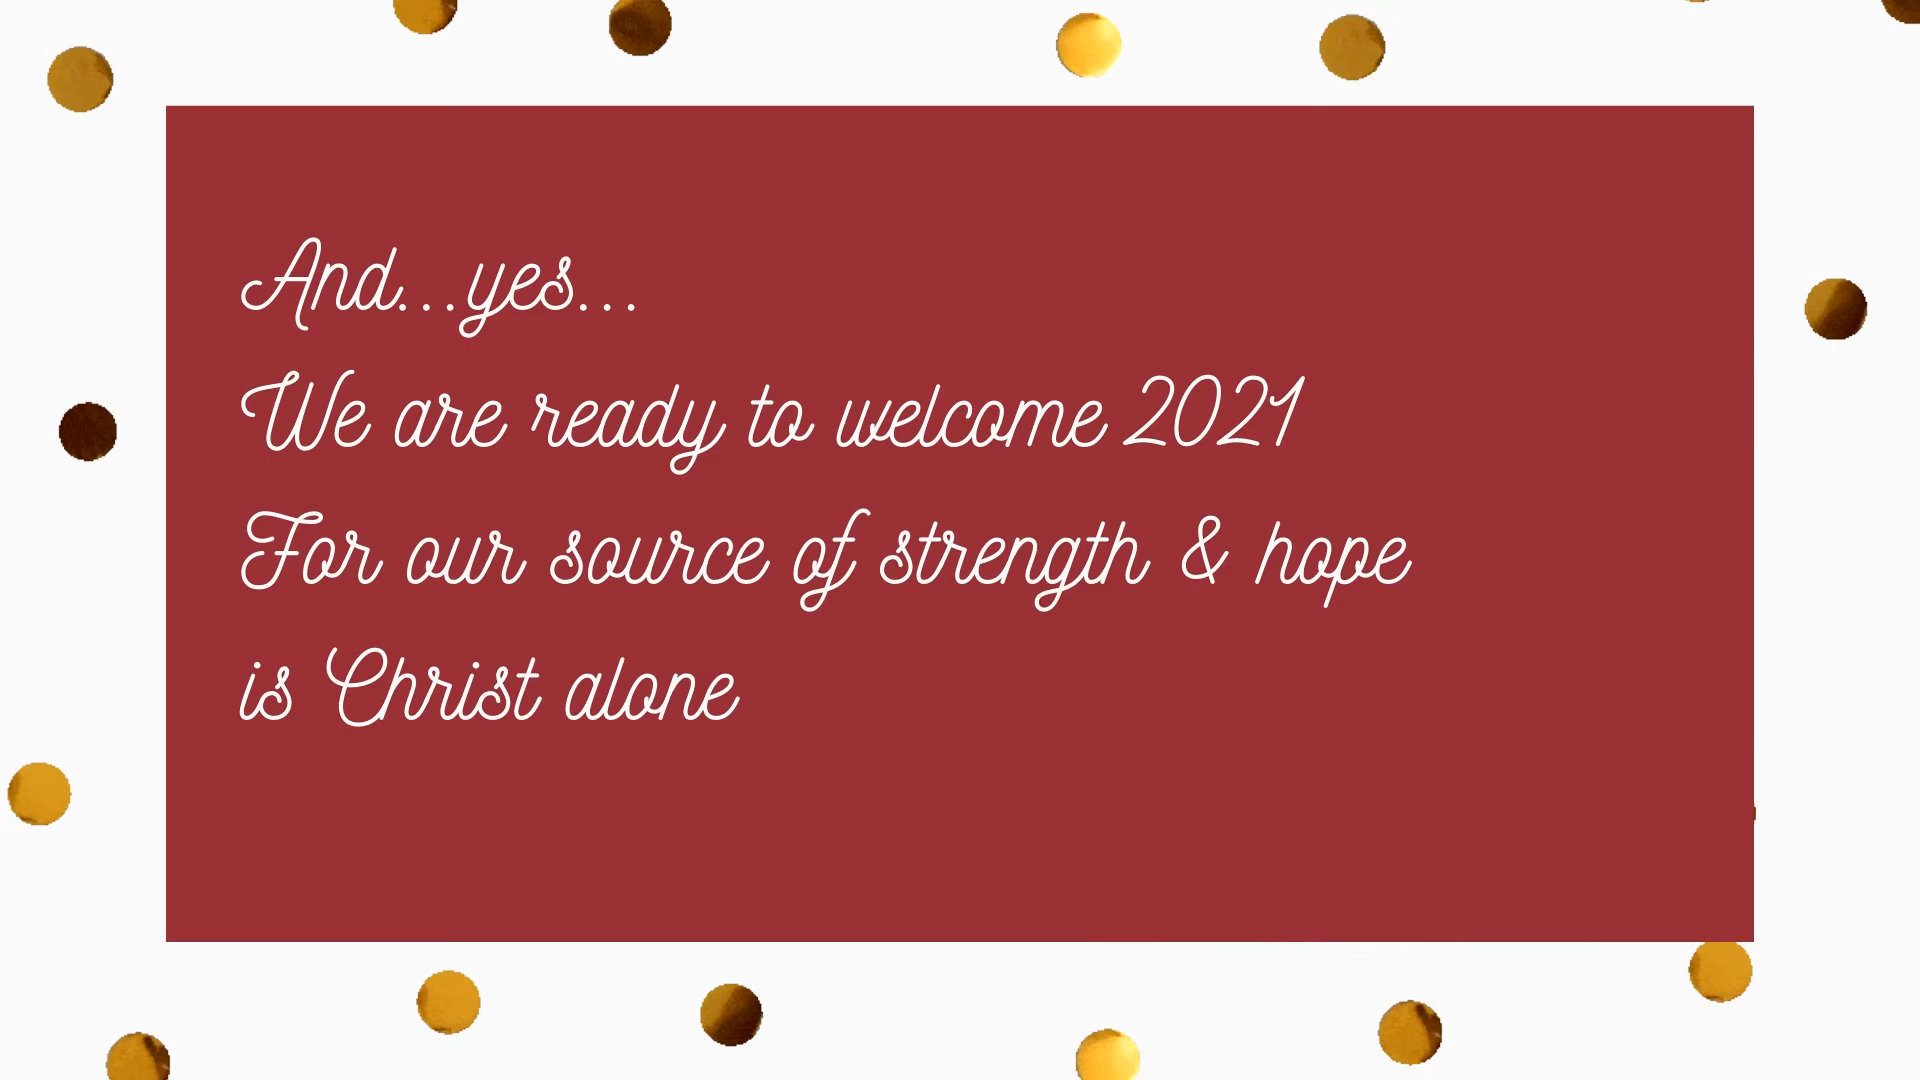 And...yes...
We are ready to welcome 2021
For our source of strength & hope
is Christ alone